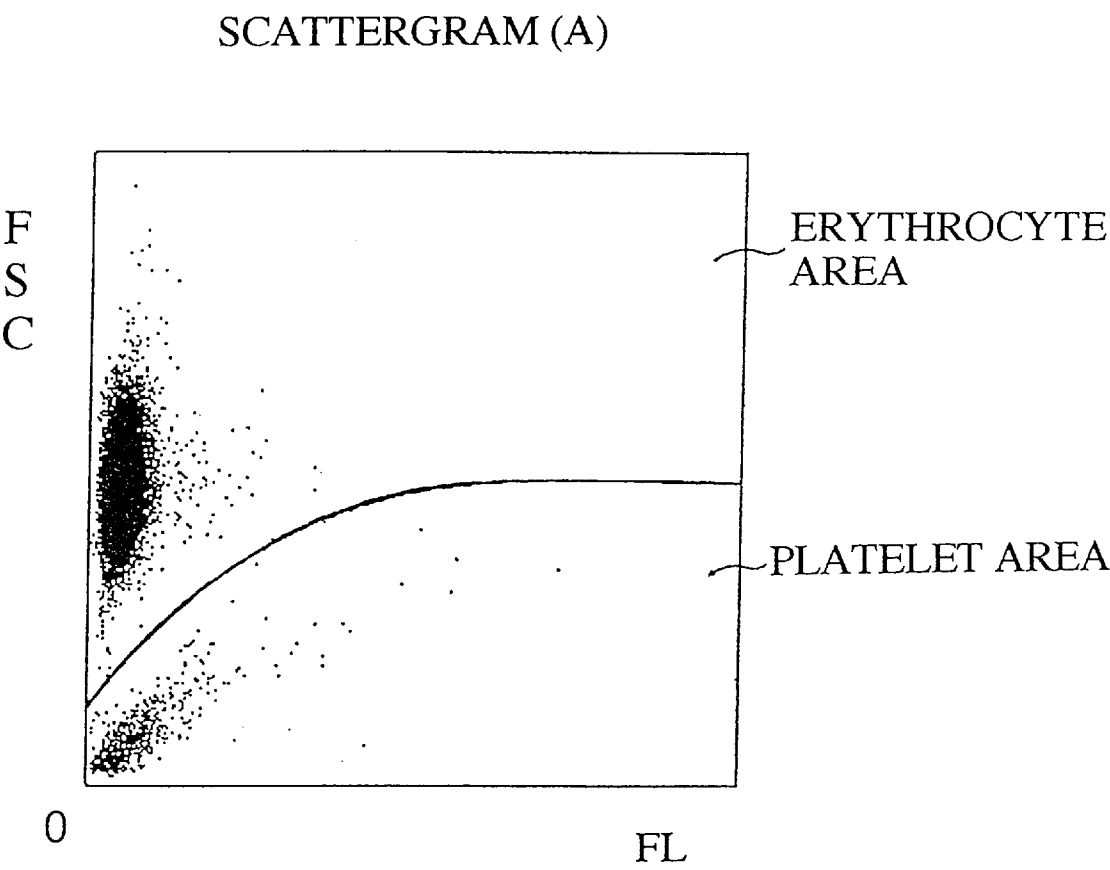 SCATTERGRAM (A)
F
S
C
ERYTHROCYTE
AREA
PLATELET AREA
0
FL